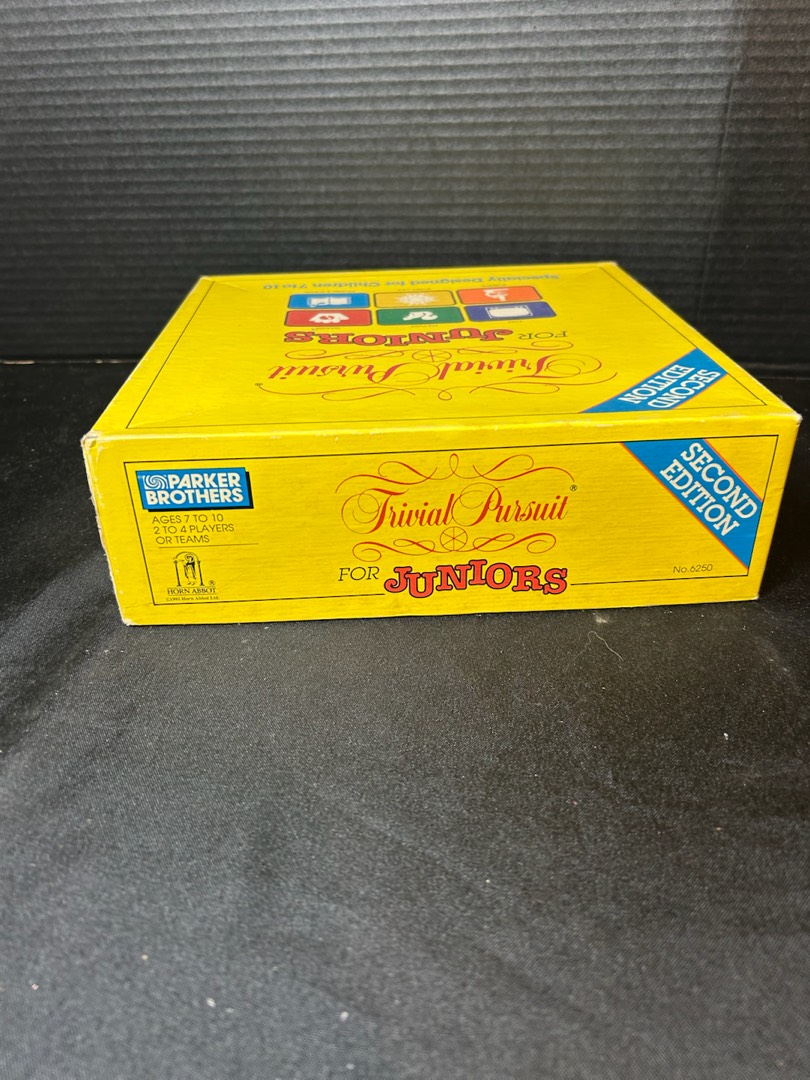 Specially Designed for Children 7 to 10
FOR JUNIORS
Trivial Pursuit®
SECOND
EDITION
PARKER
BROTHERS
AGES 7 TO 10
2 TO 4 PLAYERS
OR TEAMS
HORN ABBOT ®
Trivial Pursuit®
FOR JUNIORS
SECOND
EDITION
No.6250